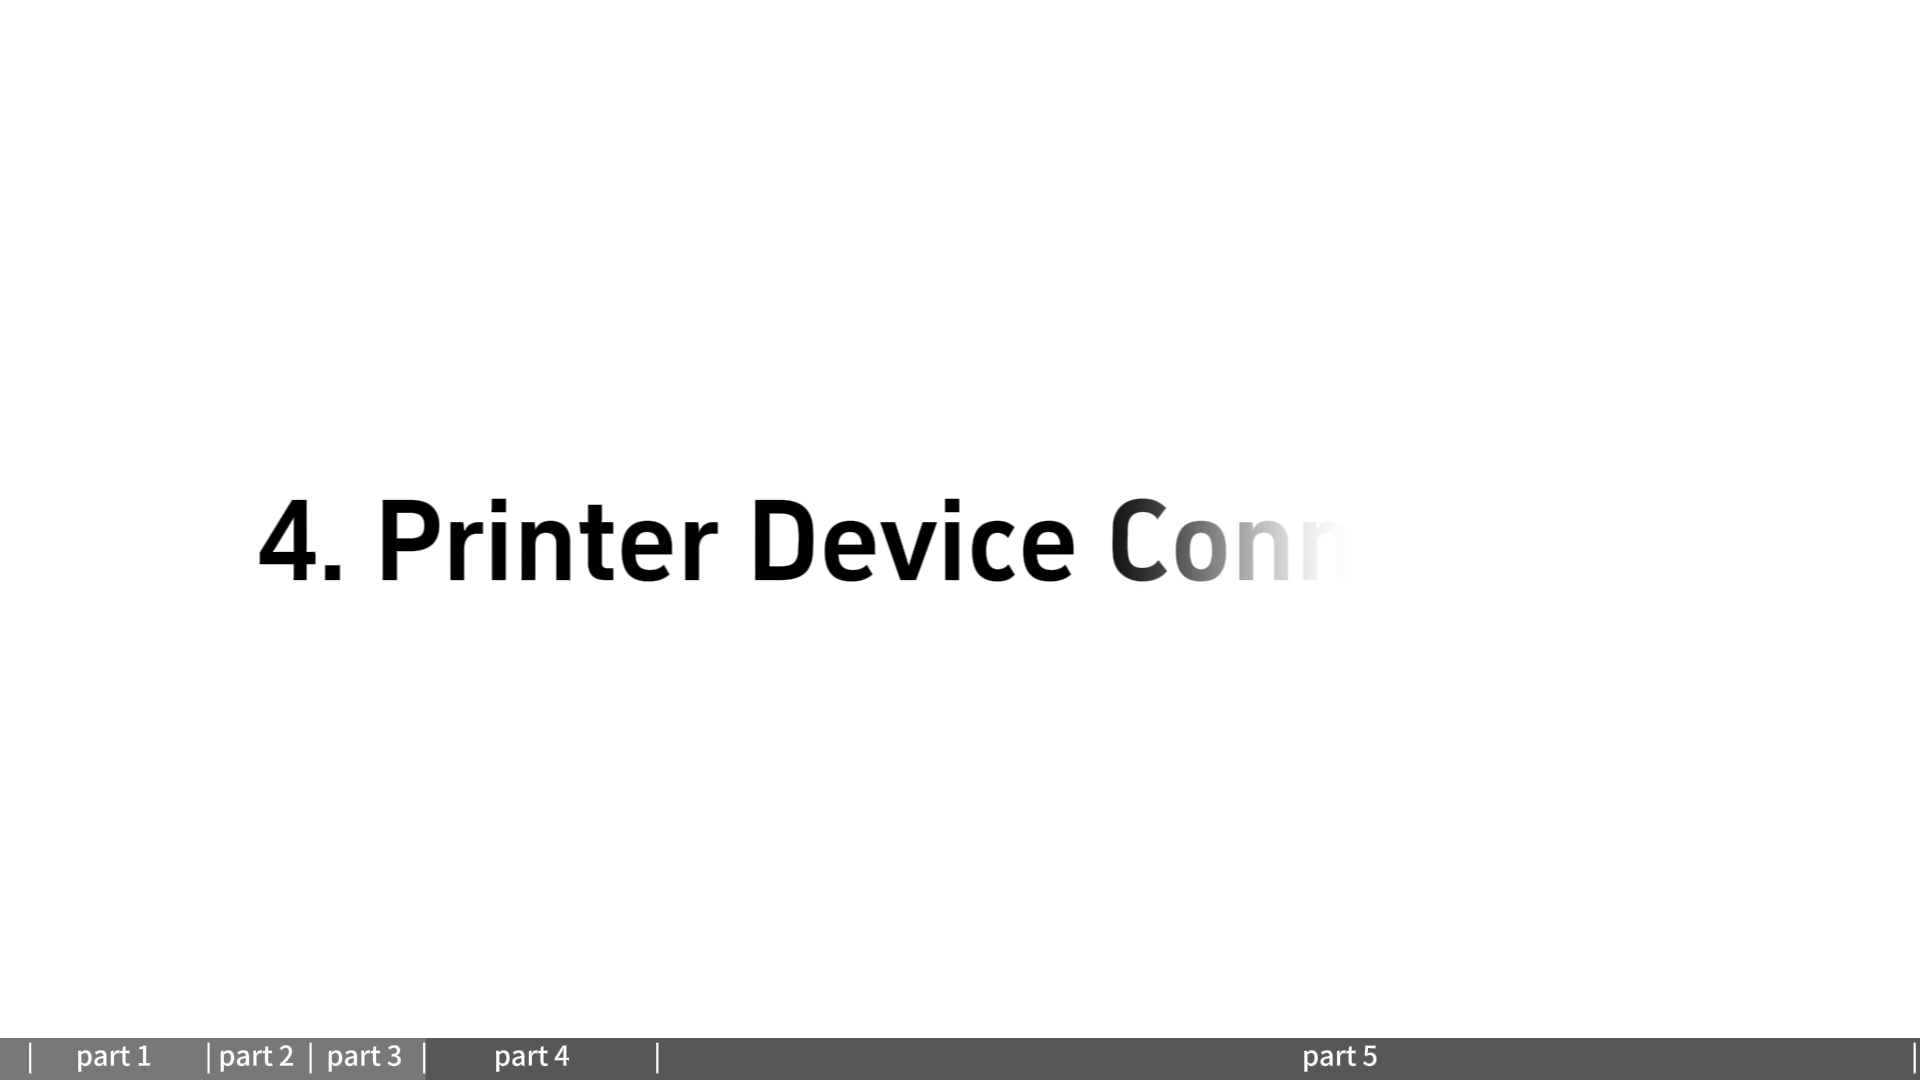 4. Printer Device Conn
| part 1 | part 2 | part 3 | part 4 | part 5 |